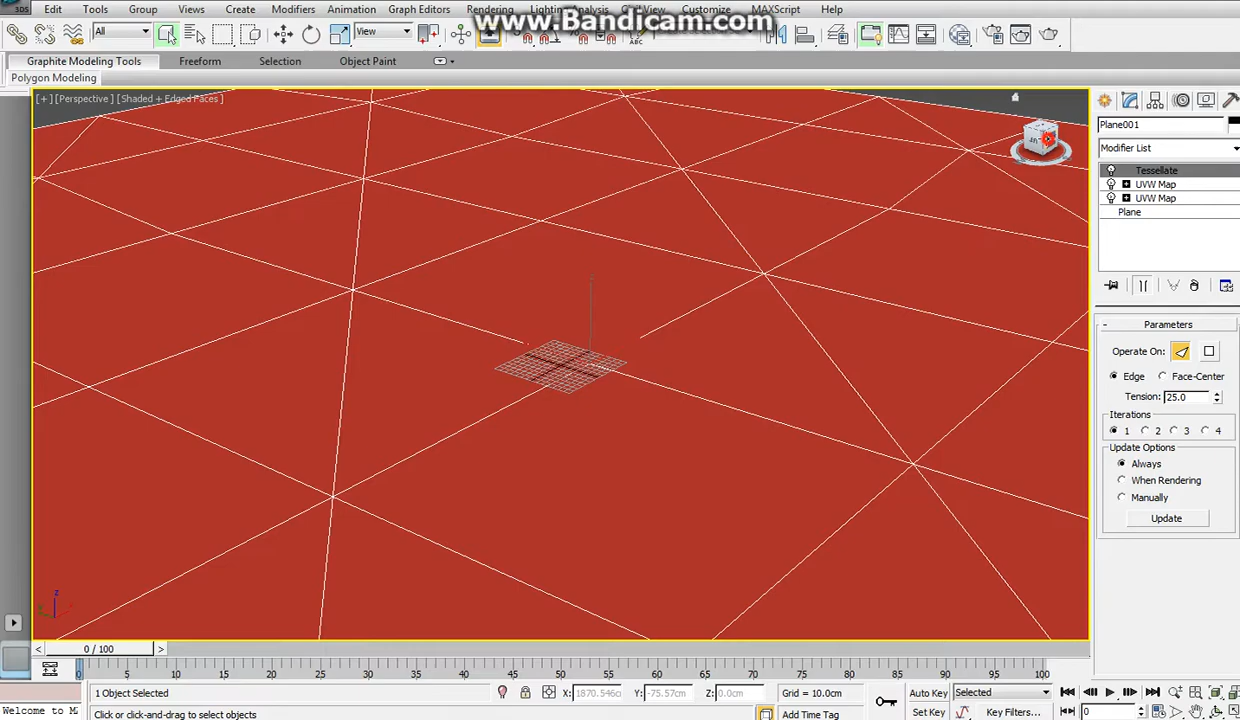 3DS Edit Tools Group Views Create Modifiers Animation Graph Editors Rendering Customize MAXScript Help
www.Bandicam.com
All View
Graphite Modeling Tools Freeform Selection Object Paint
Polygon Modeling
[+] [Perspective] [Shaded + Edged Faces]
Plane001
Modifier List
Tessellate
UVW Map
UVW Map
Plane
- Parameters
Operate On:
Edge Face-Center
Tension: 25.0
Iterations
1 2 3 4
Update Options
Always
When Rendering
Manually
Update
z
< 0 / 100 >
0 5 10 15 20 25 30 35 40 45 50 55 60 65 70 75 80 85 90 95 100
1 Object Selected X: 1870.546c Y: -75.57cm Z: 0.0cm Grid = 10.0cm Auto Key Selected
Welcome to M Click or click-and-drag to select objects Add Time Tag Set Key Key Filters... 0